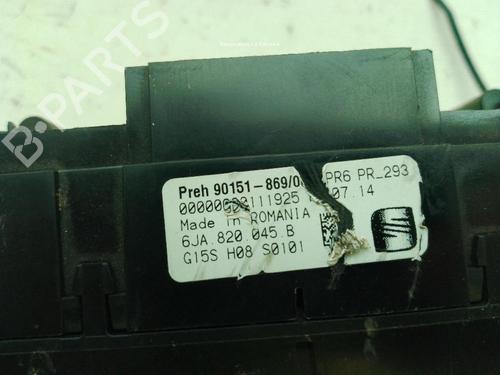 Preh 90151-869/0 PR6 PR_293
07.14
Made in ROMANIA
6JA.820.045.B
G15S H08 S0101
B-PARTS